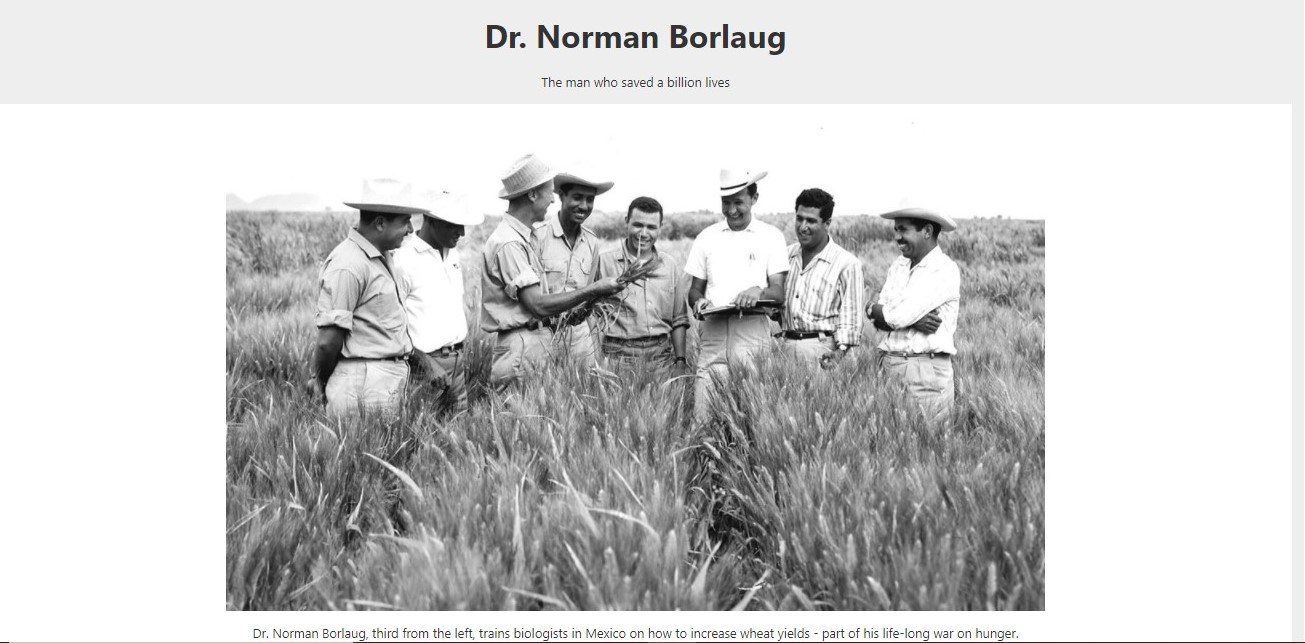 Dr. Norman Borlaug
The man who saved a billion lives
Dr. Norman Borlaug, third from the left, trains biologists in Mexico on how to increase wheat yields - part of his life-long war on hunger.